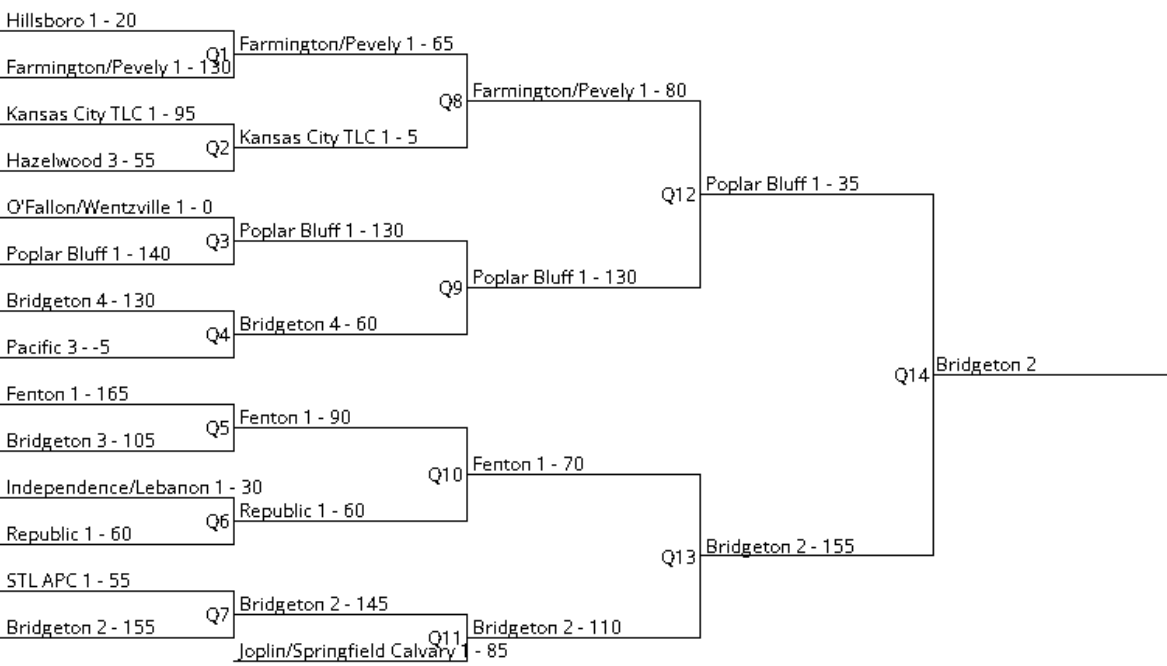 Hillsboro 1 - 20
Q1
Farmington/Pevely 1 - 130
Farmington/Pevely 1 - 65
Kansas City TLC 1 - 95
Q2
Hazelwood 3 - 55
Kansas City TLC 1 - 5
Q8
Farmington/Pevely 1 - 80
O'Fallon/Wentzville 1 - 0
Q3
Poplar Bluff 1 - 140
Poplar Bluff 1 - 130
Bridgeton 4 - 130
Q4
Pacific 3 - -5
Bridgeton 4 - 60
Q9
Poplar Bluff 1 - 130
Q12
Poplar Bluff 1 - 35
Fenton 1 - 165
Q5
Bridgeton 3 - 105
Fenton 1 - 90
Independence/Lebanon 1 - 30
Q6
Republic 1 - 60
Republic 1 - 60
Q10
Fenton 1 - 70
STL APC 1 - 55
Q7
Bridgeton 2 - 155
Bridgeton 2 - 145
Q11
Joplin/Springfield Calvary 1 - 85
Bridgeton 2 - 110
Q13
Bridgeton 2 - 155
Q14
Bridgeton 2